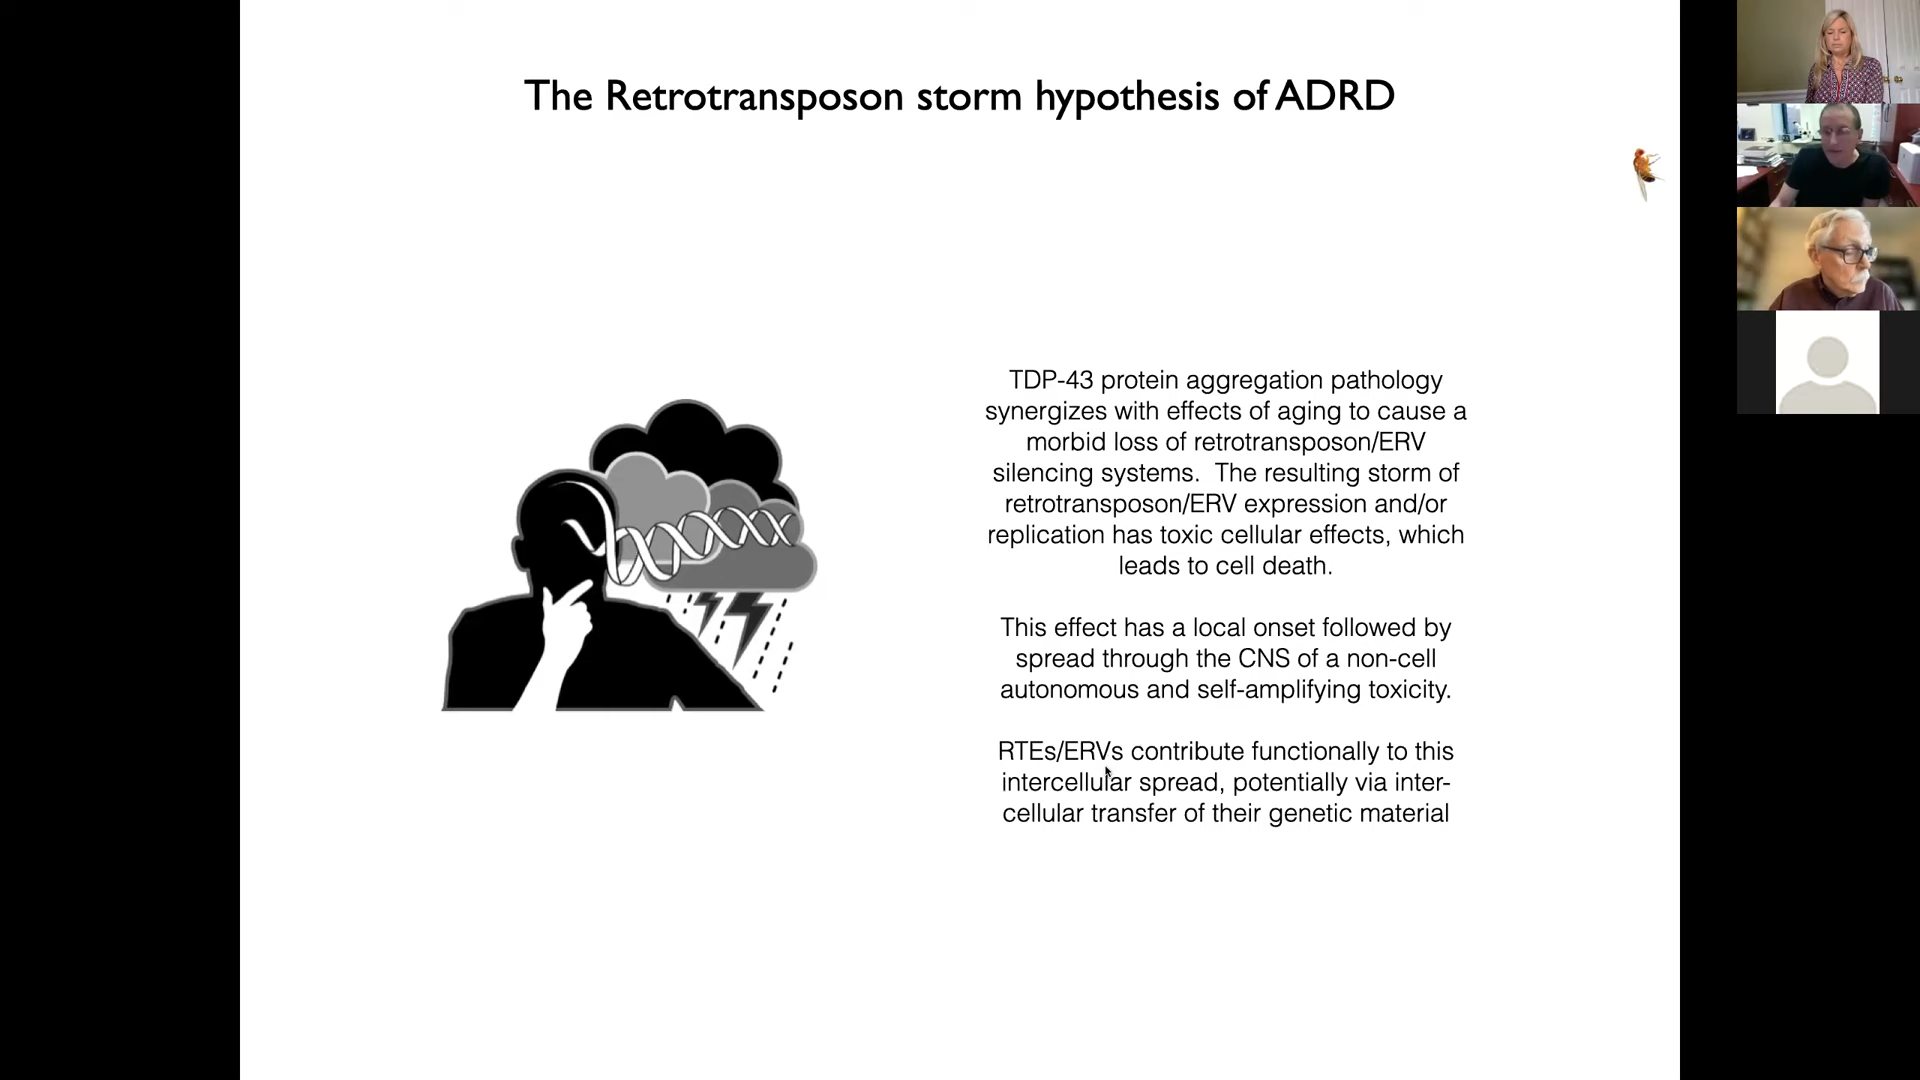 The Retrotransposon storm hypothesis of ADRD
TDP-43 protein aggregation pathology
synergizes with effects of aging to cause a
morbid loss of retrotransposon/ERV
silencing systems.  The resulting storm of
retrotransposon/ERV expression and/or
replication has toxic cellular effects, which
leads to cell death.
This effect has a local onset followed by
spread through the CNS of a non-cell
autonomous and self-amplifying toxicity.
RTEs/ERVs contribute functionally to this
intercellular spread, potentially via inter-
cellular transfer of their genetic material